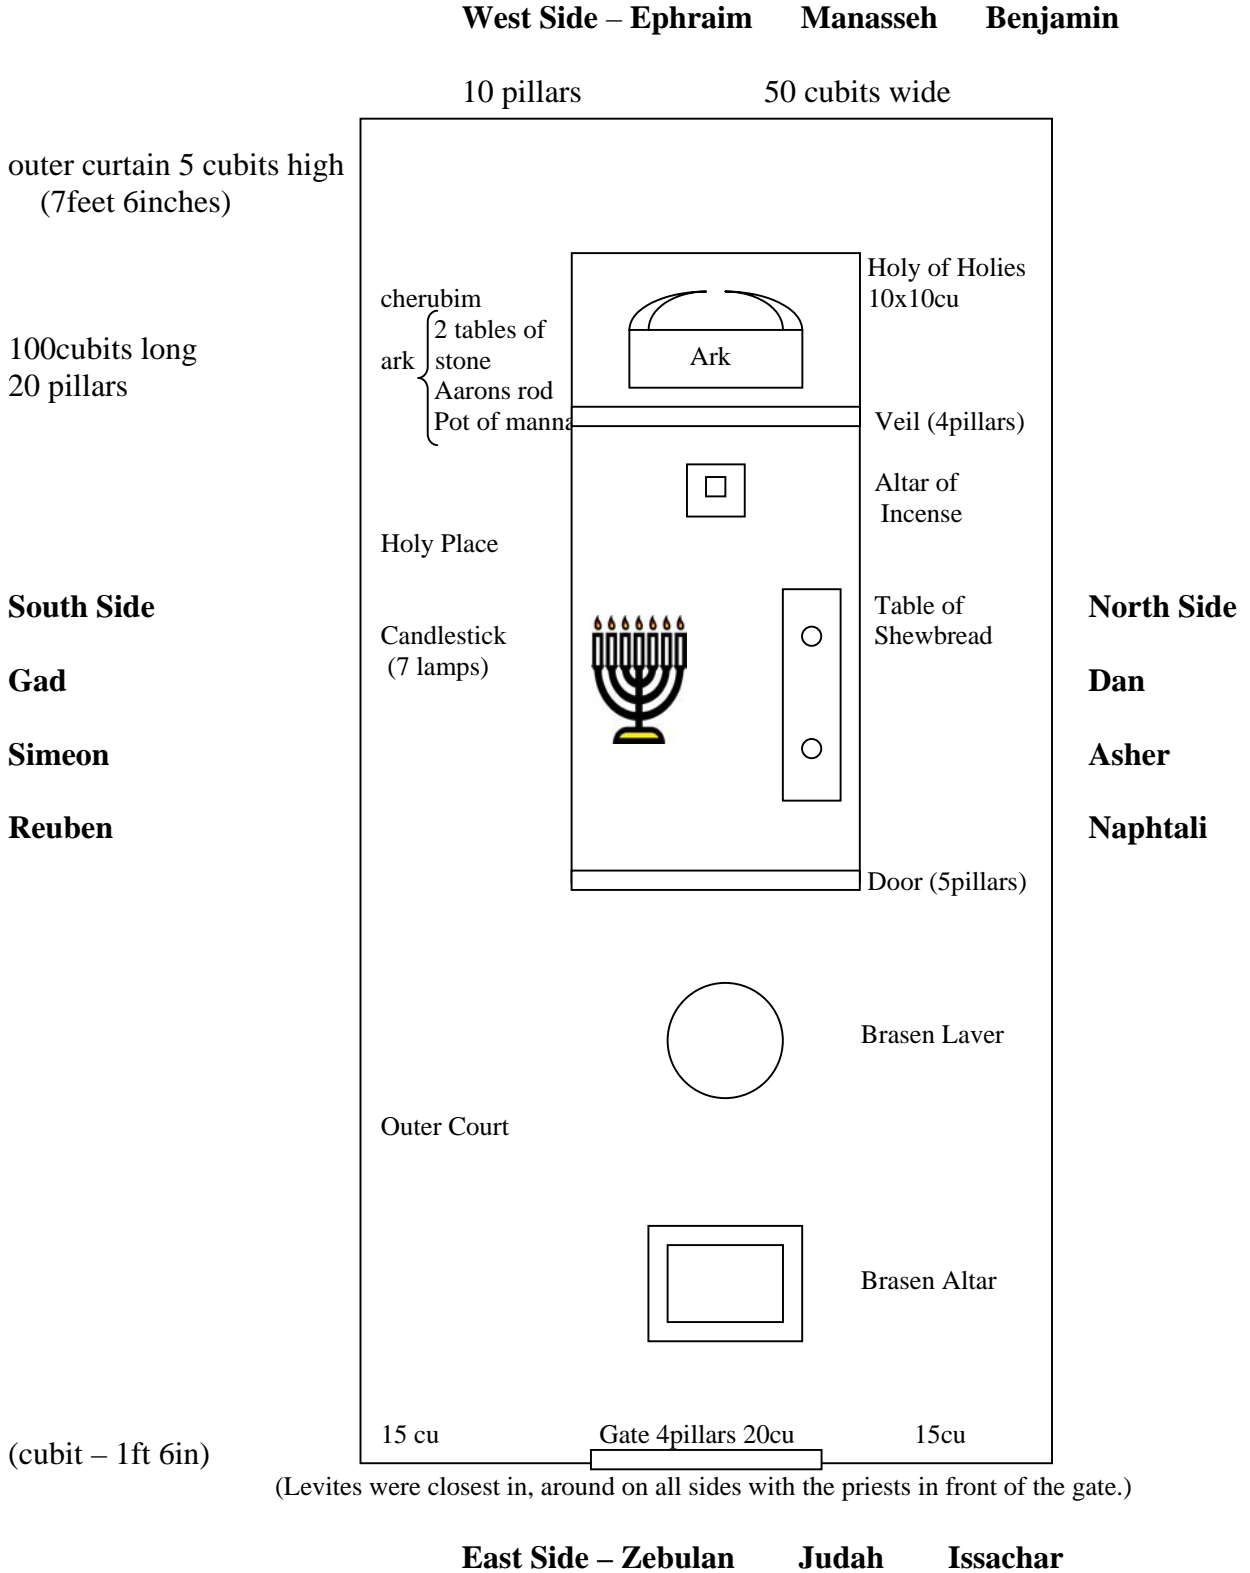 West Side – Ephraim Manasseh Benjamin
10 pillars 50 cubits wide
outer curtain 5 cubits high
(7feet 6inches)
Holy of Holies
10x10cu
cherubim
2 tables of
100cubits long
ark stone
Ark
20 pillars
Aarons rod
Pot of manna
Veil (4pillars)
Altar of
Incense
Holy Place
South Side
Table of
North Side
Candlestick
Shewbread
(7 lamps)
Gad
Dan
Simeon
Asher
Reuben
Naphtali
Door (5pillars)
Brasen Laver
Outer Court
Brasen Altar
15 cu Gate 4pillars 20cu 15cu
(cubit – 1ft 6in)
(Levites were closest in, around on all sides with the priests in front of the gate.)
East Side – Zebulan Judah Issachar